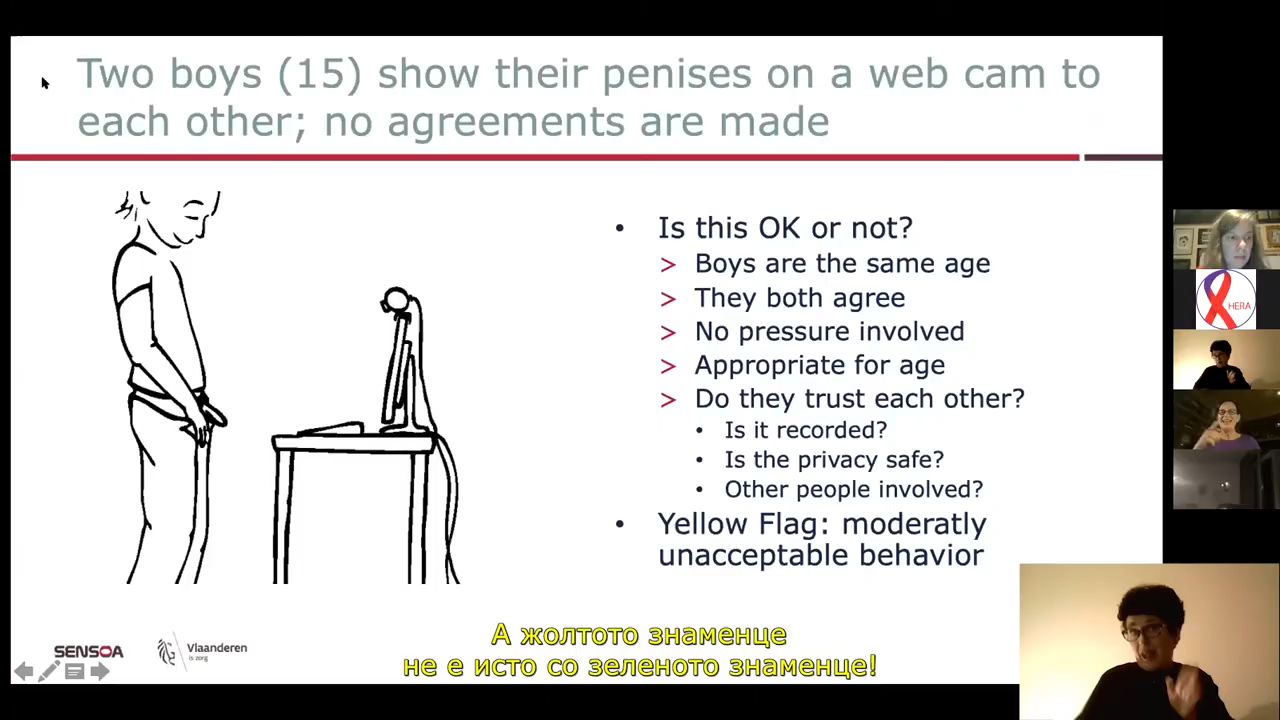 Two boys (15) show their penises on a web cam to
each other; no agreements are made
• Is this OK or not?
> Boys are the same age
> They both agree
> No pressure involved
> Appropriate for age
> Do they trust each other?
• Is it recorded?
• Is the privacy safe?
• Other people involved?
• Yellow Flag: moderatly
unacceptable behavior
HERA
SENSOA
Vlaanderen
is zorg
А жолтото знаменце
не е исто со зеленото знаменце!